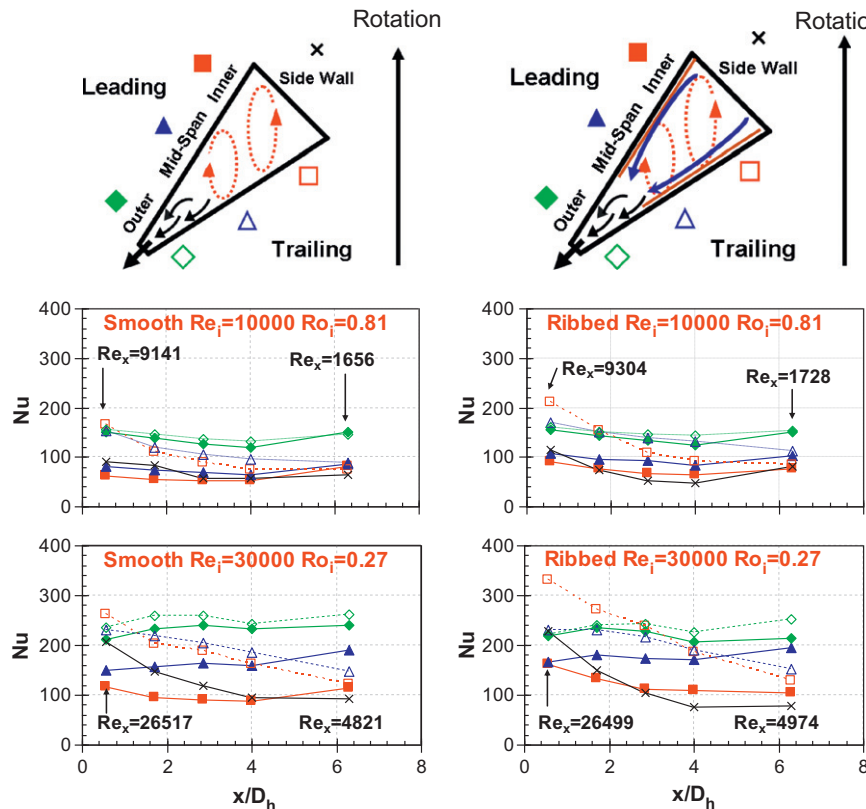 Rotation
Leading
Inner
Side Wall
Mid-Span
Outer
Trailing
Rotatio
Leading
Inner
Side Wall
Mid-Span
Outer
Trailing
400
300
200
100
0
Nu
Smooth Reᵢ=10000 Roᵢ=0.81
Reₓ=9141
Reₓ=1656
400
300
200
100
0
Nu
Ribbed Reᵢ=10000 Roᵢ=0.81
Reₓ=9304
Reₓ=1728
400
300
200
100
0
Nu
Smooth Reᵢ=30000 Roᵢ=0.27
Reₓ=26517
Reₓ=4821
0 2 4 6 8
x/Dₕ
400
300
200
100
0
Nu
Ribbed Reᵢ=30000 Roᵢ=0.27
Reₓ=26499
Reₓ=4974
0 2 4 6 8
x/Dₕ